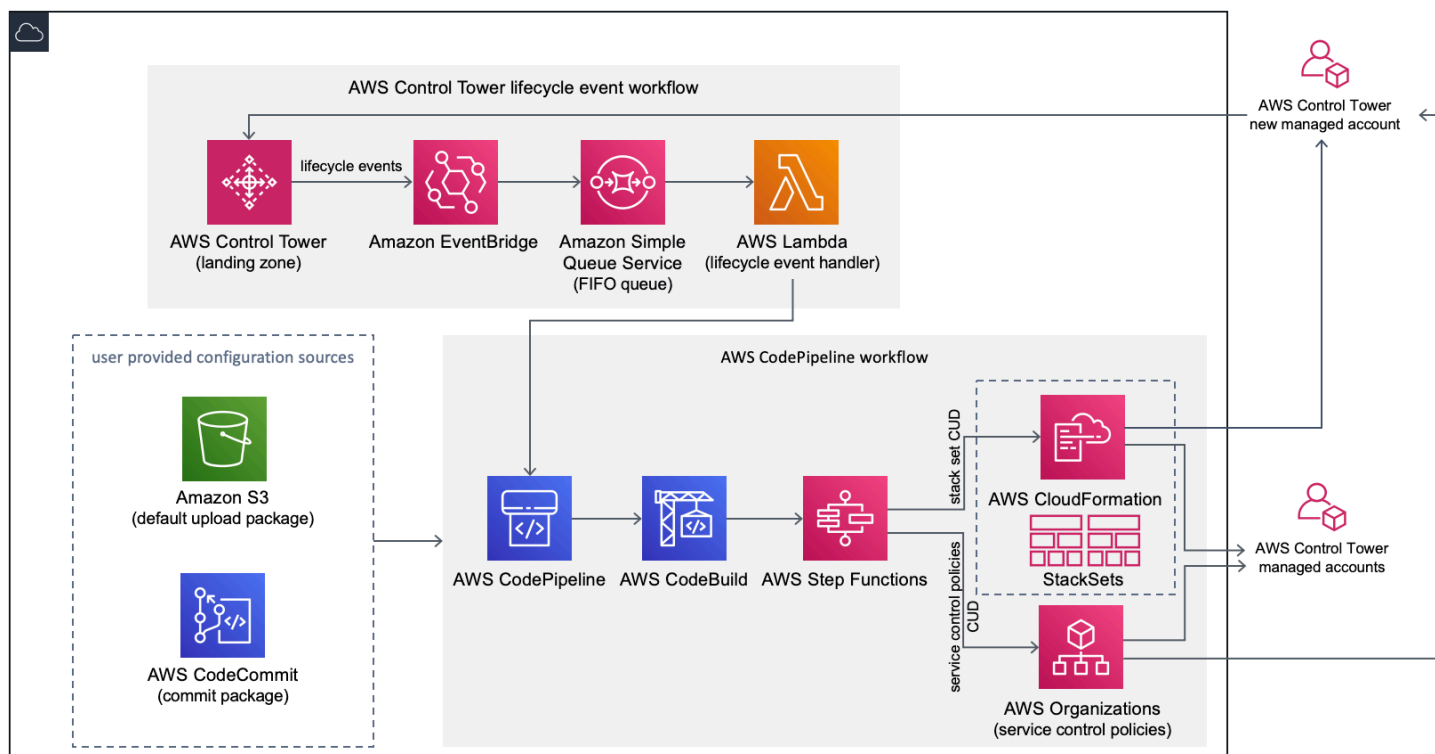 AWS Control Tower lifecycle event workflow
AWS Control Tower
new managed account
lifecycle events
AWS Control Tower
(landing zone)
Amazon EventBridge
Amazon Simple
Queue Service
(FIFO queue)
AWS Lambda
(lifecycle event handler)
user provided configuration sources
Amazon S3
(default upload package)
AWS CodeCommit
(commit package)
AWS CodePipeline workflow
AWS CodePipeline
AWS CodeBuild
AWS Step Functions
stack set CUD
service control policies
CUD
AWS CloudFormation
StackSets
AWS Organizations
(service control policies)
AWS Control Tower
managed accounts